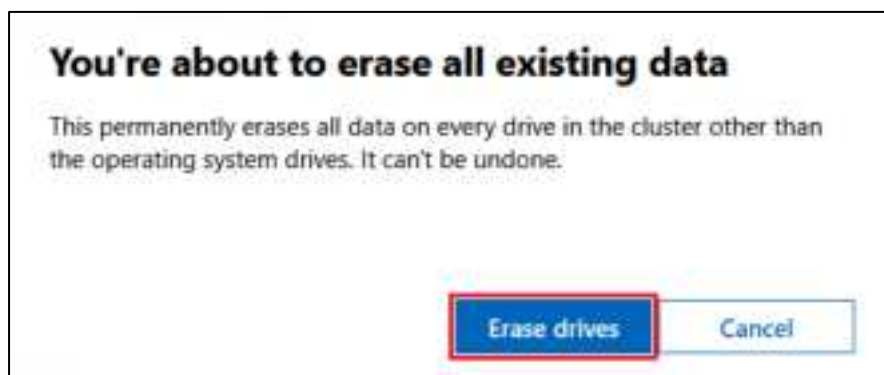 You're about to erase all existing data
This permanently erases all data on every drive in the cluster other than
the operating system drives. It can't be undone.
Erase drives
Cancel